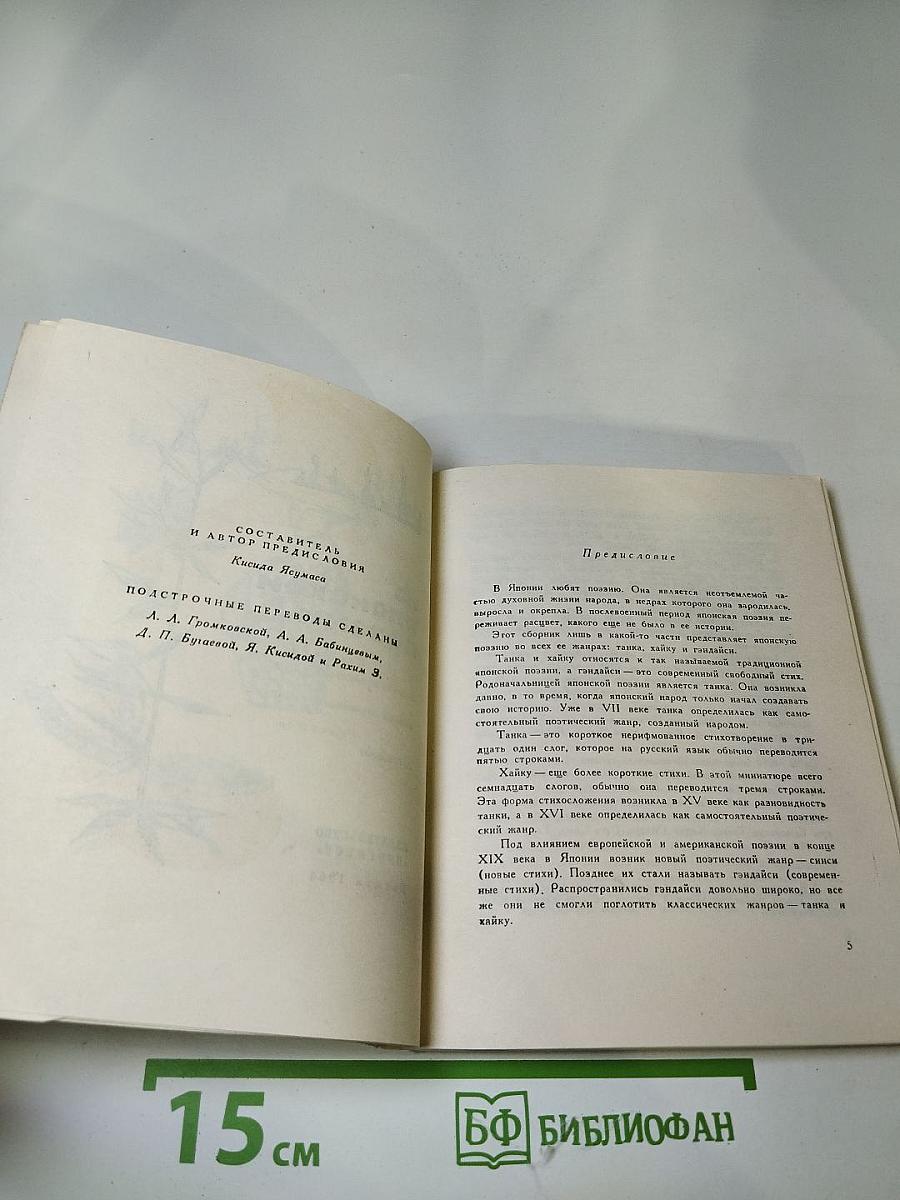 СОСТАВИТЕЛЬ
И АВТОР ПРЕДИСЛОВИЯ
Кисида Ясумаса
ПОДСТРОЧНЫЕ ПЕРЕВОДЫ СДЕЛАНЫ
Л. Л. Громковской, А. А. Бабинцевым,
Д. П. Бугаевой, Я. Кисидой и Рахим З.
Предисловие
В Японии любят поэзию. Она является неотъемлемой ча-
стью духовной жизни народа, в недрах которого она зародилась,
выросла и окрепла. В послевоенный период японская поэзия пе-
реживает расцвет, какого еще не было в ее истории.
Этот сборник лишь в какой-то части представляет японскую
поэзию во всех ее жанрах: танка, хайку и гэндайси.
Танка и хайку относятся к так называемой традиционной
японской поэзии, а гэндайси — это современный свободный стих.
Родоначальницей японской поэзии является танка. Она возникла
давно, в то время, когда японский народ только начал создавать
свою историю. Уже в VII веке танка определилась как само-
стоятельный поэтический жанр, созданный народом.
Танка — это короткое нерифмованное стихотворение в три-
дцать один слог, которое на русский язык обычно переводится
пятью строками.
Хайку — еще более короткие стихи. В этой миниатюре всего
семнадцать слогов, обычно она переводится тремя строками.
Эта форма стихосложения возникла в XV веке как разновидность
танки, а в XVI веке определилась как самостоятельный поэтиче-
ский жанр.
Под влиянием европейской и американской поэзии в конце
XIX века в Японии возник новый поэтический жанр — синси
(новые стихи). Позднее их стали называть гэндайси (современ-
ные стихи). Распространились гэндайси довольно широко, но все
же они не смогли поглотить классических жанров — танка и
хайку.
5
15 см
БФ БИБЛИОФАН